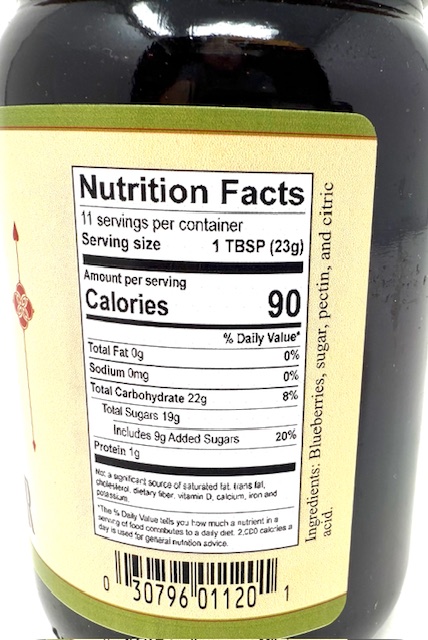 Nutrition Facts
11 servings per container
Serving size 1 TBSP (23g)
Amount per serving
Calories 90
% Daily Value*
Total Fat 0g 0%
Sodium 0mg 0%
Total Carbohydrate 22g 8%
Total Sugars 19g
Includes 9g Added Sugars 20%
Protein 1g
Not a significant source of saturated fat, trans fat,
cholesterol, dietary fiber, vitamin D, calcium, iron and
potassium.
*The % Daily Value tells you how much a nutrient in a
serving of food contributes to a daily diet. 2,000 calories a
day is used for general nutrition advice.
0 30796 01120 1
Ingredients: Blueberries, sugar, pectin, and citric
acid.
R